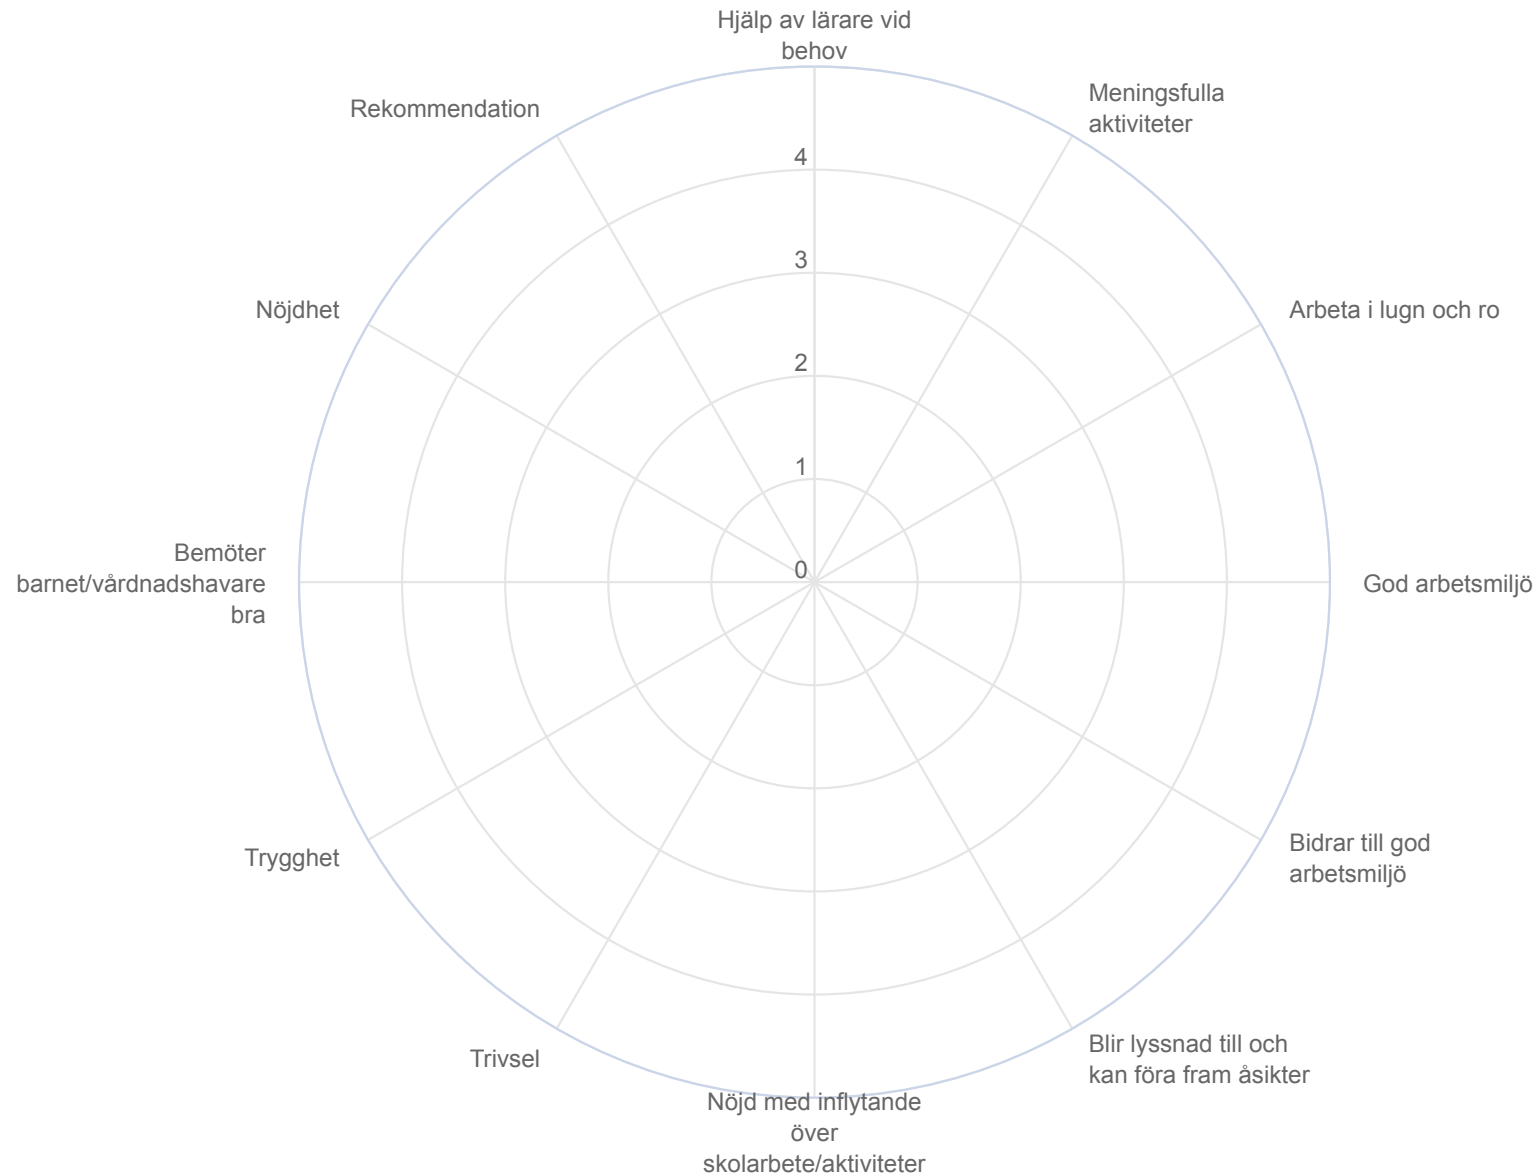 Hjälp av lärare vid
behov
Meningsfulla
aktiviteter
Arbeta i lugn och ro
God arbetsmiljö
Bidrar till god
arbetsmiljö
Blir lyssnad till och
kan föra fram åsikter
Nöjd med inflytande
över
skolarbete/aktiviteter
Trivsel
Trygghet
Bemöter
barnet/vårdnadshavare
bra
Nöjdhet
Rekommendation
4
3
2
1
0